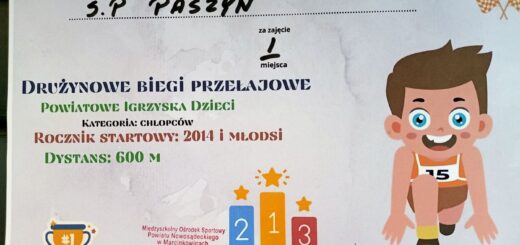 S.P PASZYN
za zajęcie
1
miejsca
DRUŻYNOWE BIEGI PRZEŁAJOWE
POWIATOWE IGRZYSKA DZIECI
KATEGORIA: CHŁOPCÓW
ROCZNIK STARTOWY: 2014 I MŁODSI
DYSTANS: 600 M
15
#1
Międzyszkolny Ośrodek Sportowy
Powiatu Nowosądeckiego
w Marcinkowicach
2 1 3